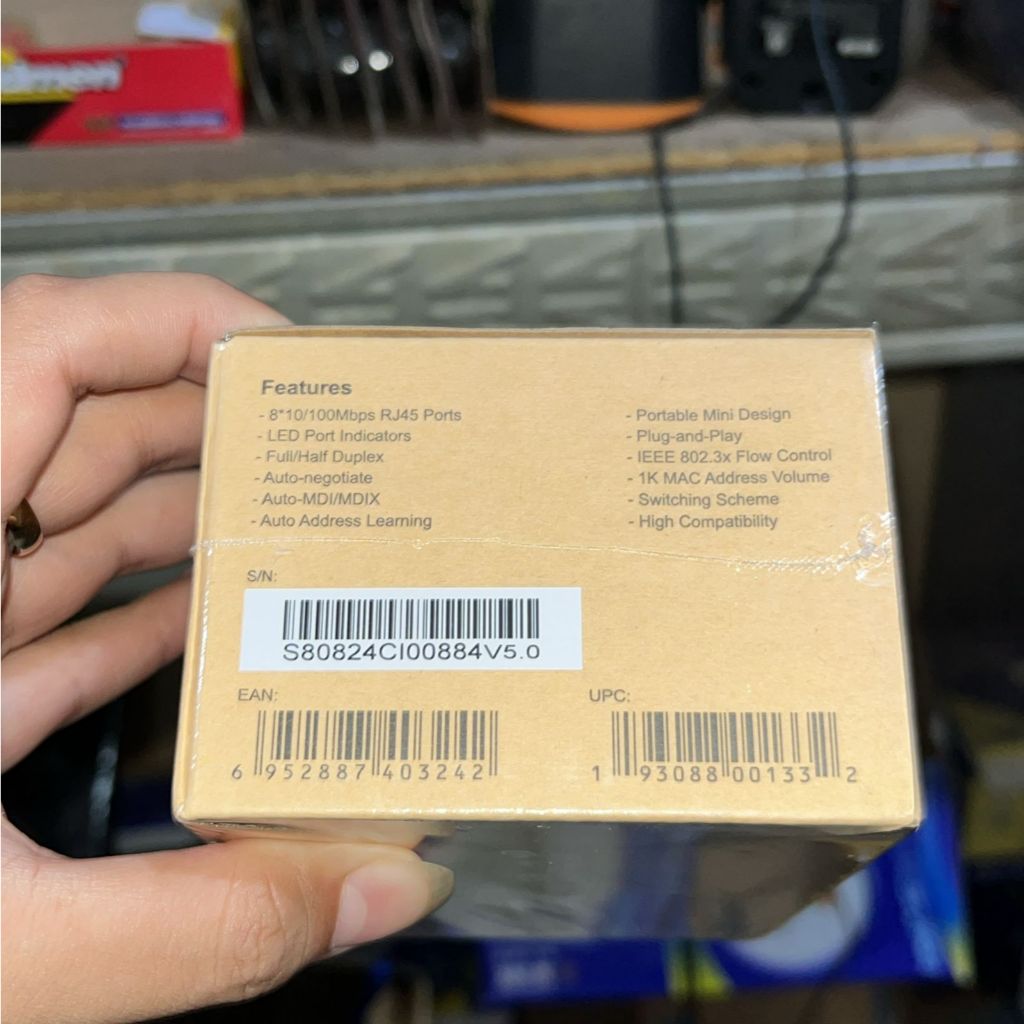 Features
- 8*10/100Mbps RJ45 Ports
- LED Port Indicators
- Full/Half Duplex
- Auto-negotiate
- Auto-MDI/MDIX
- Auto Address Learning
- Portable Mini Design
- Plug-and-Play
- IEEE 802.3x Flow Control
- 1K MAC Address Volume
- Switching Scheme
- High Compatibility
S/N:
S80824CI00884V5.0
EAN:
6 952887 403242
UPC:
1 93088 00133 2